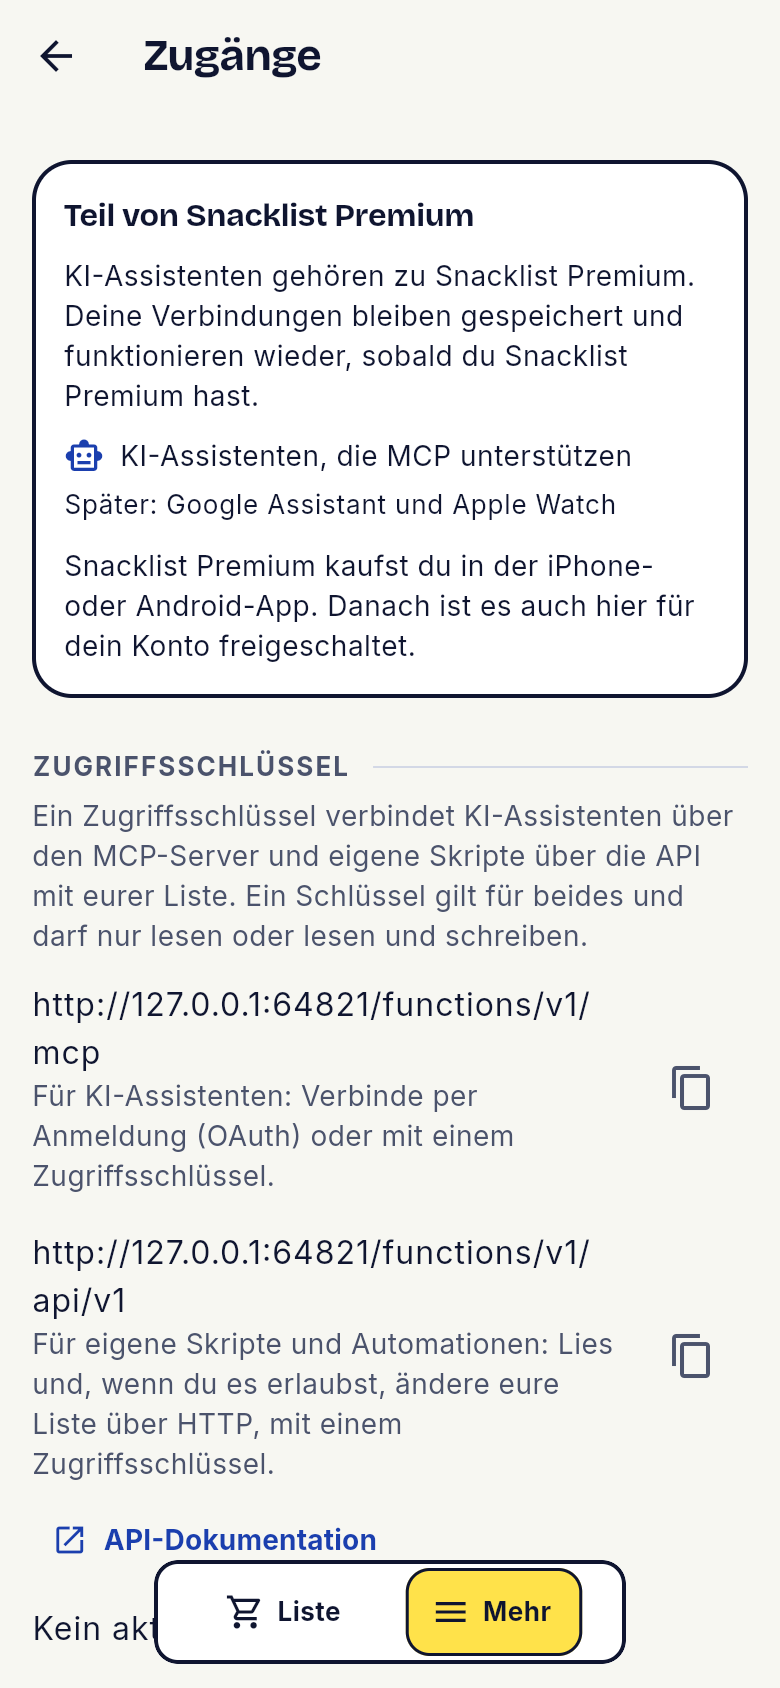 Zugänge
Teil von Snacklist Premium
KI-Assistenten gehören zu Snacklist Premium.
Deine Verbindungen bleiben gespeichert und
funktionieren wieder, sobald du Snacklist
Premium hast.
KI-Assistenten, die MCP unterstützen
Später: Google Assistant und Apple Watch
Snacklist Premium kaufst du in der iPhone-
oder Android-App. Danach ist es auch hier für
dein Konto freigeschaltet.
ZUGRIFFSSCHLÜSSEL
Ein Zugriffsschlüssel verbindet KI-Assistenten über
den MCP-Server und eigene Skripte über die API
mit eurer Liste. Ein Schlüssel gilt für beides und
darf nur lesen oder lesen und schreiben.
http://127.0.0.1:64821/functions/v1/
mcp
Für KI-Assistenten: Verbinde per
Anmeldung (OAuth) oder mit einem
Zugriffsschlüssel.
http://127.0.0.1:64821/functions/v1/
api/v1
Für eigene Skripte und Automationen: Lies
und, wenn du es erlaubst, ändere eure
Liste über HTTP, mit einem
Zugriffsschlüssel.
API-Dokumentation
Kein
Liste
Mehr